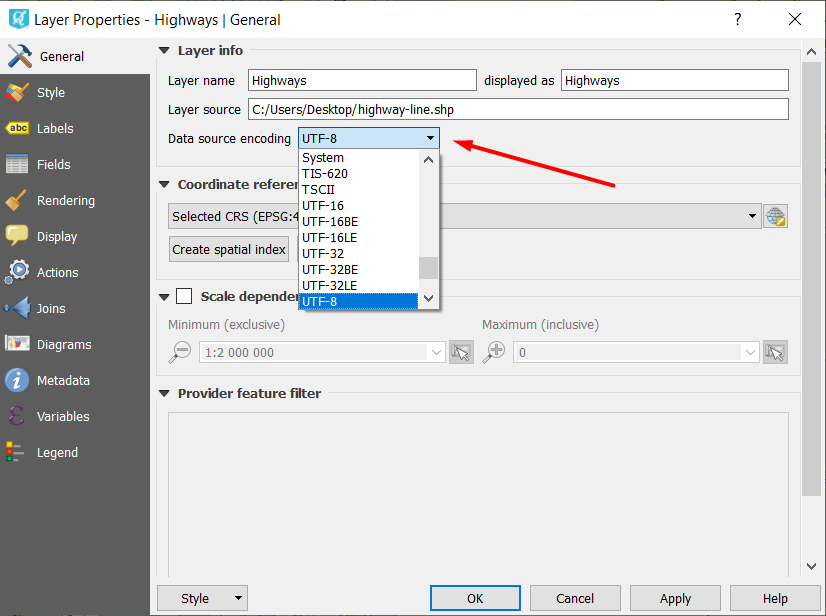 Layer Properties - Highways | General
?
General
Style
abc Labels
Fields
Rendering
Display
Actions
Joins
Diagrams
Metadata
Variables
Legend
Layer info
Layer name Highways displayed as Highways
Layer source C:/Users/Desktop/highway-line.shp
Data source encoding UTF-8
System
TIS-620
TSCII
UTF-16
UTF-16BE
UTF-16LE
UTF-32
UTF-32BE
UTF-32LE
UTF-8
Coordinate referen
Selected CRS (EPSG:4
Create spatial index
Scale depender
Minimum (exclusive) Maximum (inclusive)
1:2 000 000 0
Provider feature filter
Style OK Cancel Apply Help